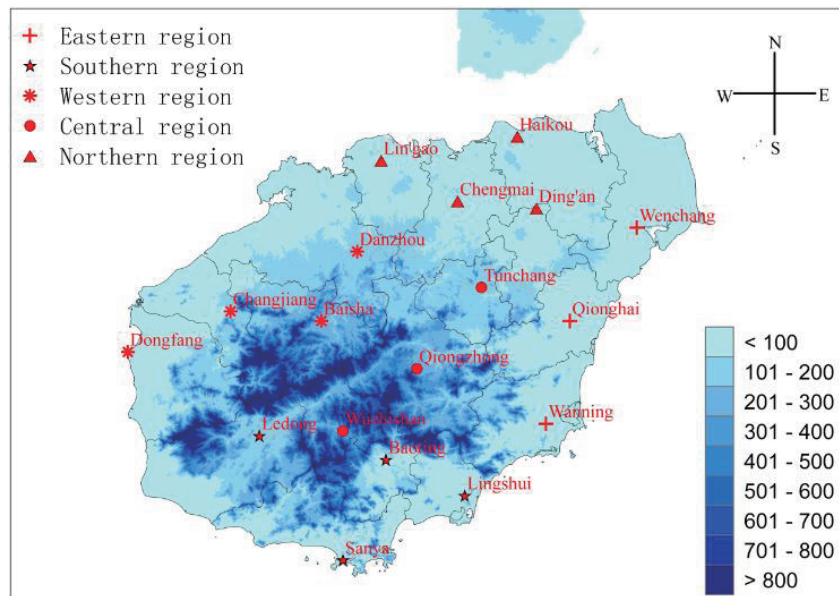 Eastern region
Southern region
Western region
Central region
Northern region
N
W E
S
Haikou
Lin'gao
Chengmai
Ding'an
Wenchang
Danzhou
Tunchang
Changjiang
Baisha
Qionghai
Dongfang
Qiongzhang
Wanning
Ledong
Wuzhishan
Baoting
Lingshui
Sanya
< 100
101 - 200
201 - 300
301 - 400
401 - 500
501 - 600
601 - 700
701 - 800
> 800